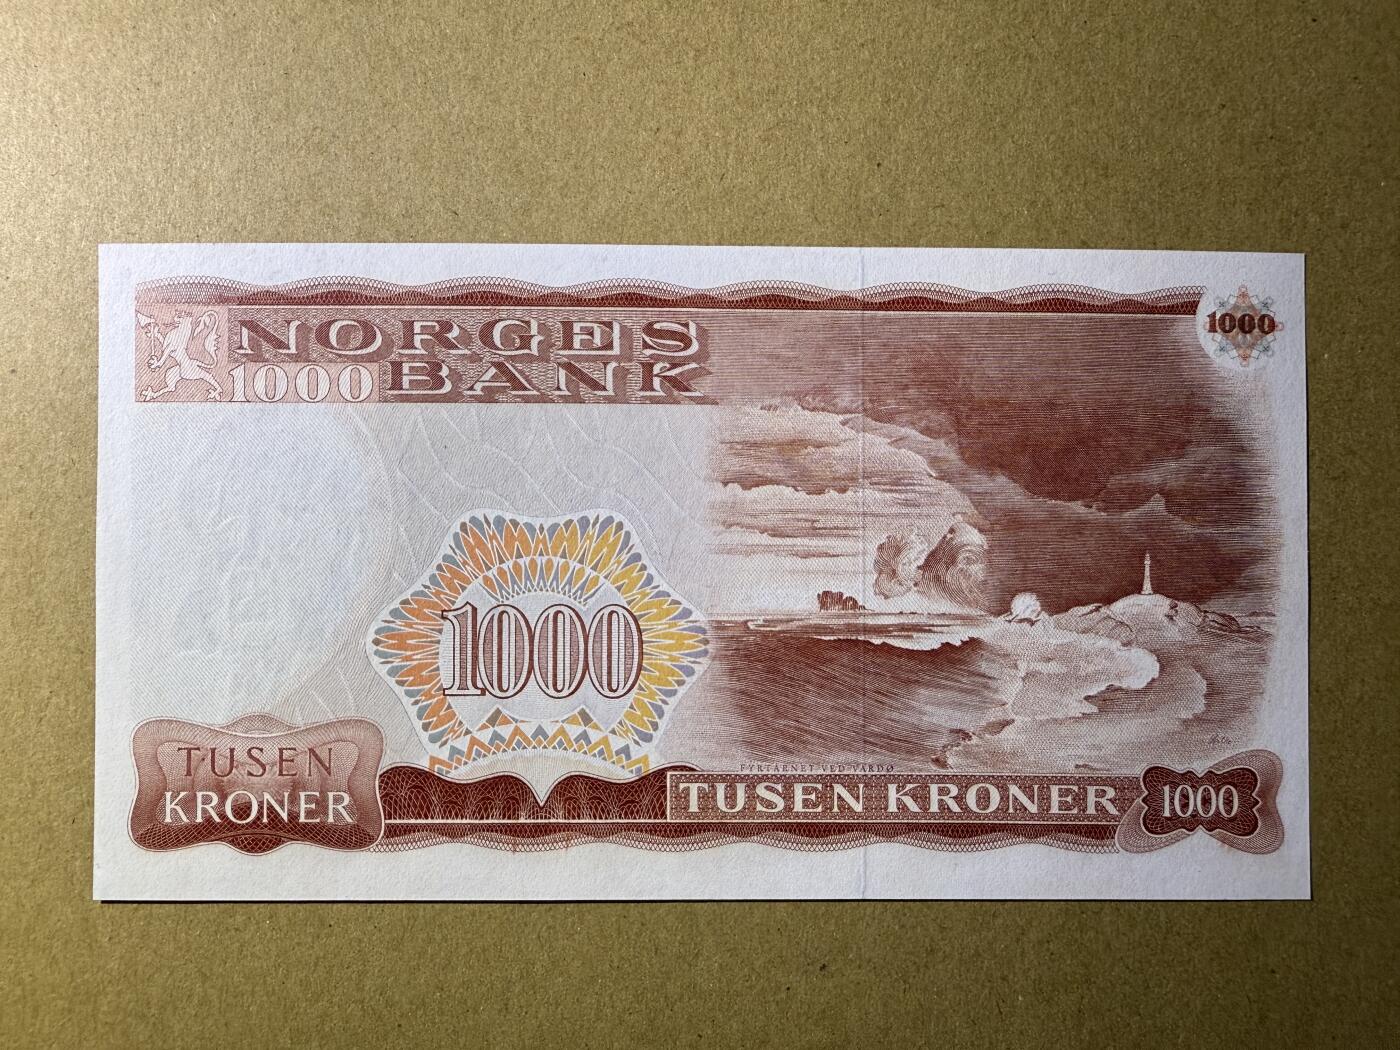 NORGES
1000 BANK
1000
1000
FYRTÅRNET VED VARDØ
TUSEN
KRONER
TUSEN KRONER
1000